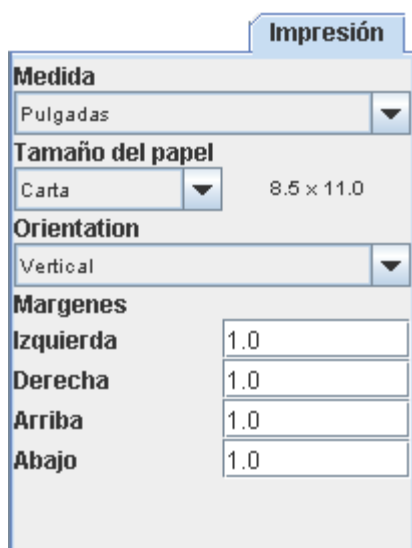 Impresión
Medida
Pulgadas
Tamaño del papel
Carta 8.5 x 11.0
Orientation
Vertical
Margenes
Izquierda 1.0
Derecha 1.0
Arriba 1.0
Abajo 1.0